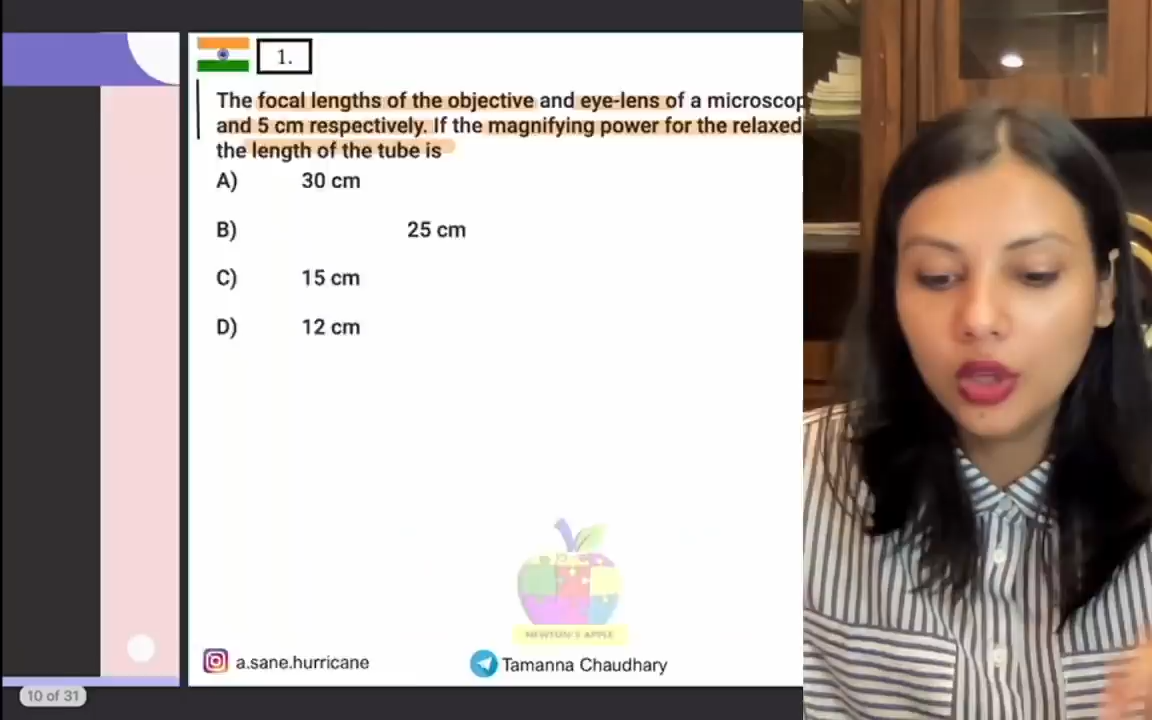 1.
The focal lengths of the objective and eye-lens of a microscop
and 5 cm respectively. If the magnifying power for the relaxed
the length of the tube is
A) 30 cm
B) 25 cm
C) 15 cm
D) 12 cm
NEWTON'S APPLE
a.sane.hurricane
Tamanna Chaudhary
10 of 31